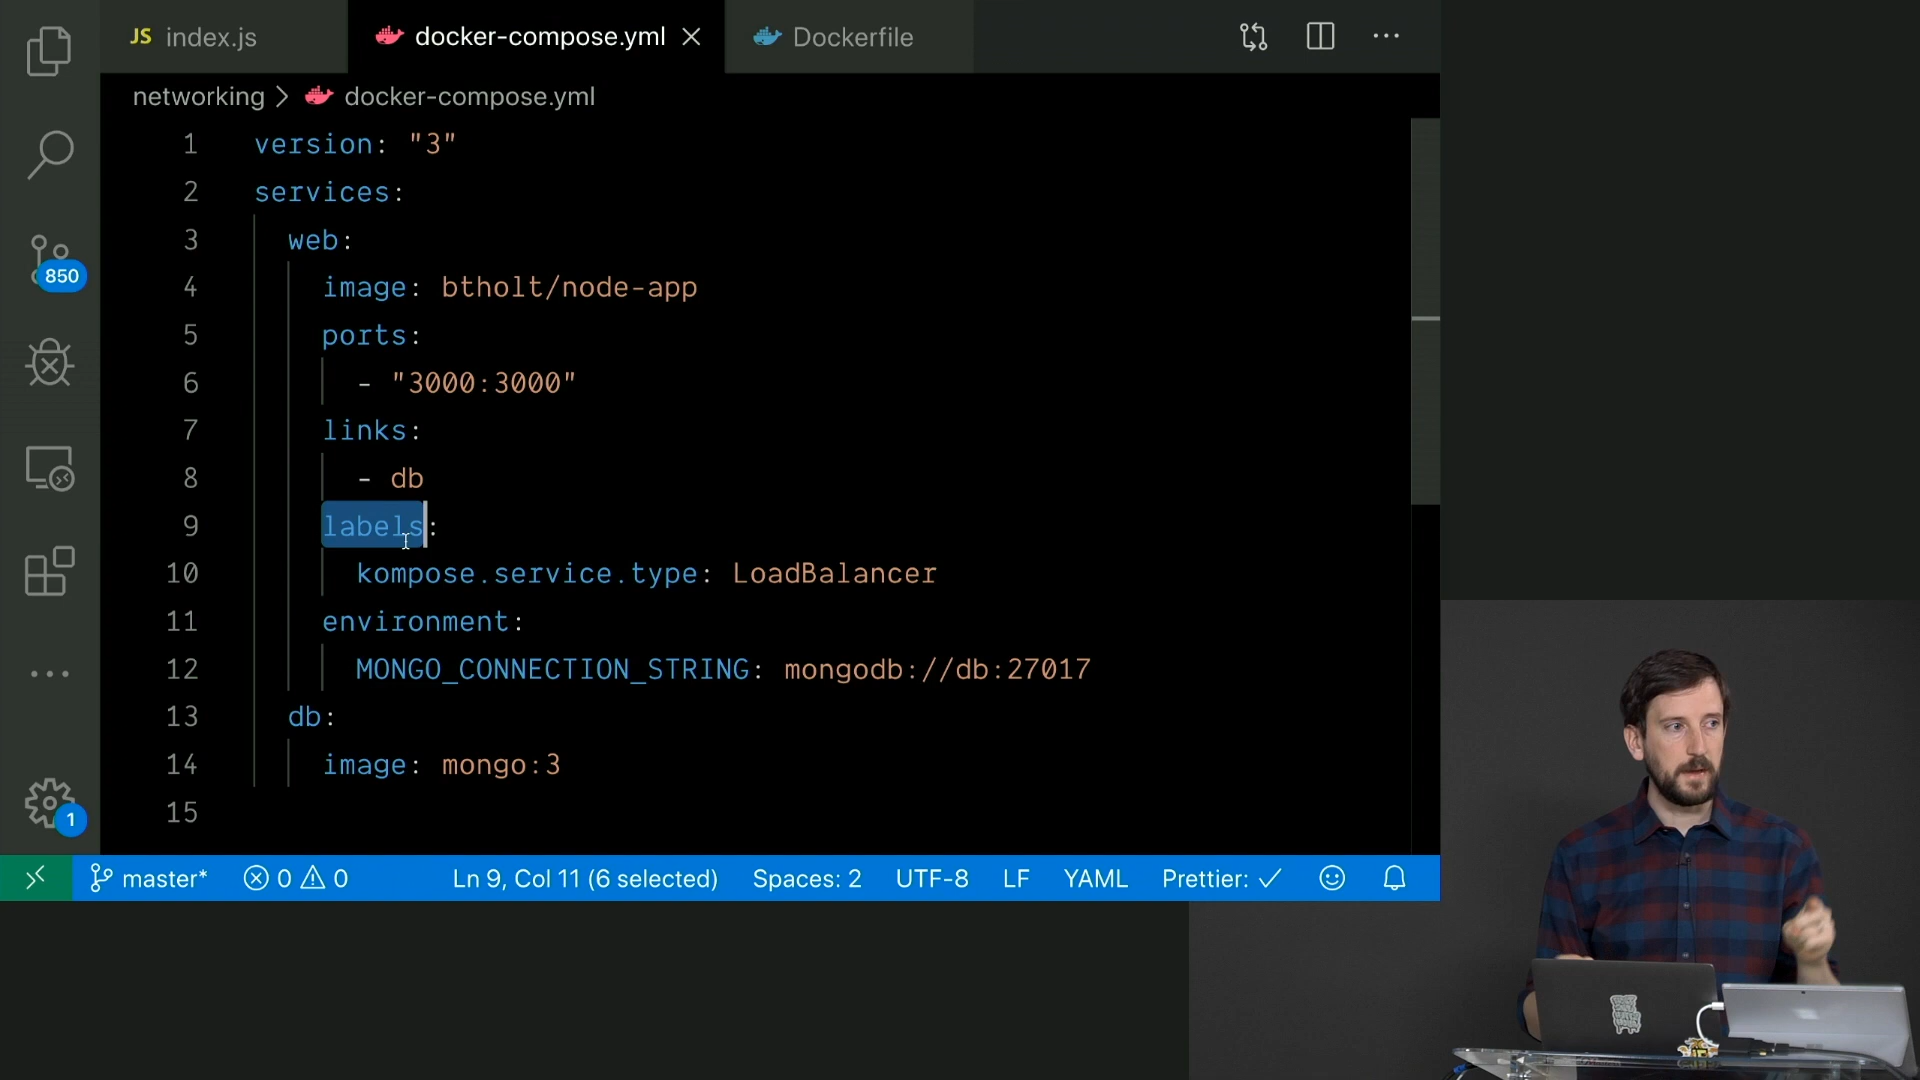 JS index.js
docker-compose.yml
Dockerfile
networking > docker-compose.yml
1 version: "3"
2 services:
3 web:
4 image: btholt/node-app
5 ports:
6 - "3000:3000"
7 links:
8 - db
9 labels:
10 kompose.service.type: LoadBalancer
11 environment:
12 MONGO_CONNECTION_STRING: mongodb://db:27017
13 db:
14 image: mongo:3
15
850
1
master* 0 0 Ln 9, Col 11 (6 selected) Spaces: 2 UTF-8 LF YAML Prettier: ✓